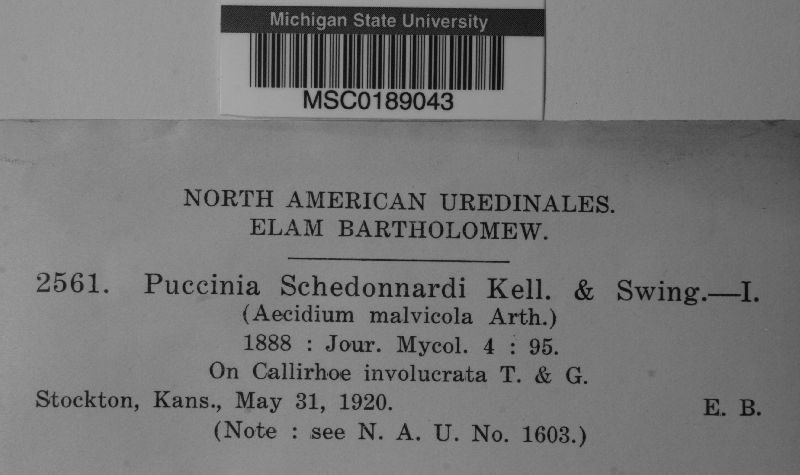 Michigan State University
MSC0189043
NORTH AMERICAN UREDINALES.
ELAM BARTHOLOMEW.
2561. Puccinia Schedonnardi Kell. & Swing.—I.
(Aecidium malvicola Arth.)
1888 : Jour. Mycol. 4 : 95.
On Callirhoe involucrata T. & G.
Stockton, Kans., May 31, 1920. E. B.
(Note : see N. A. U. No. 1603.)